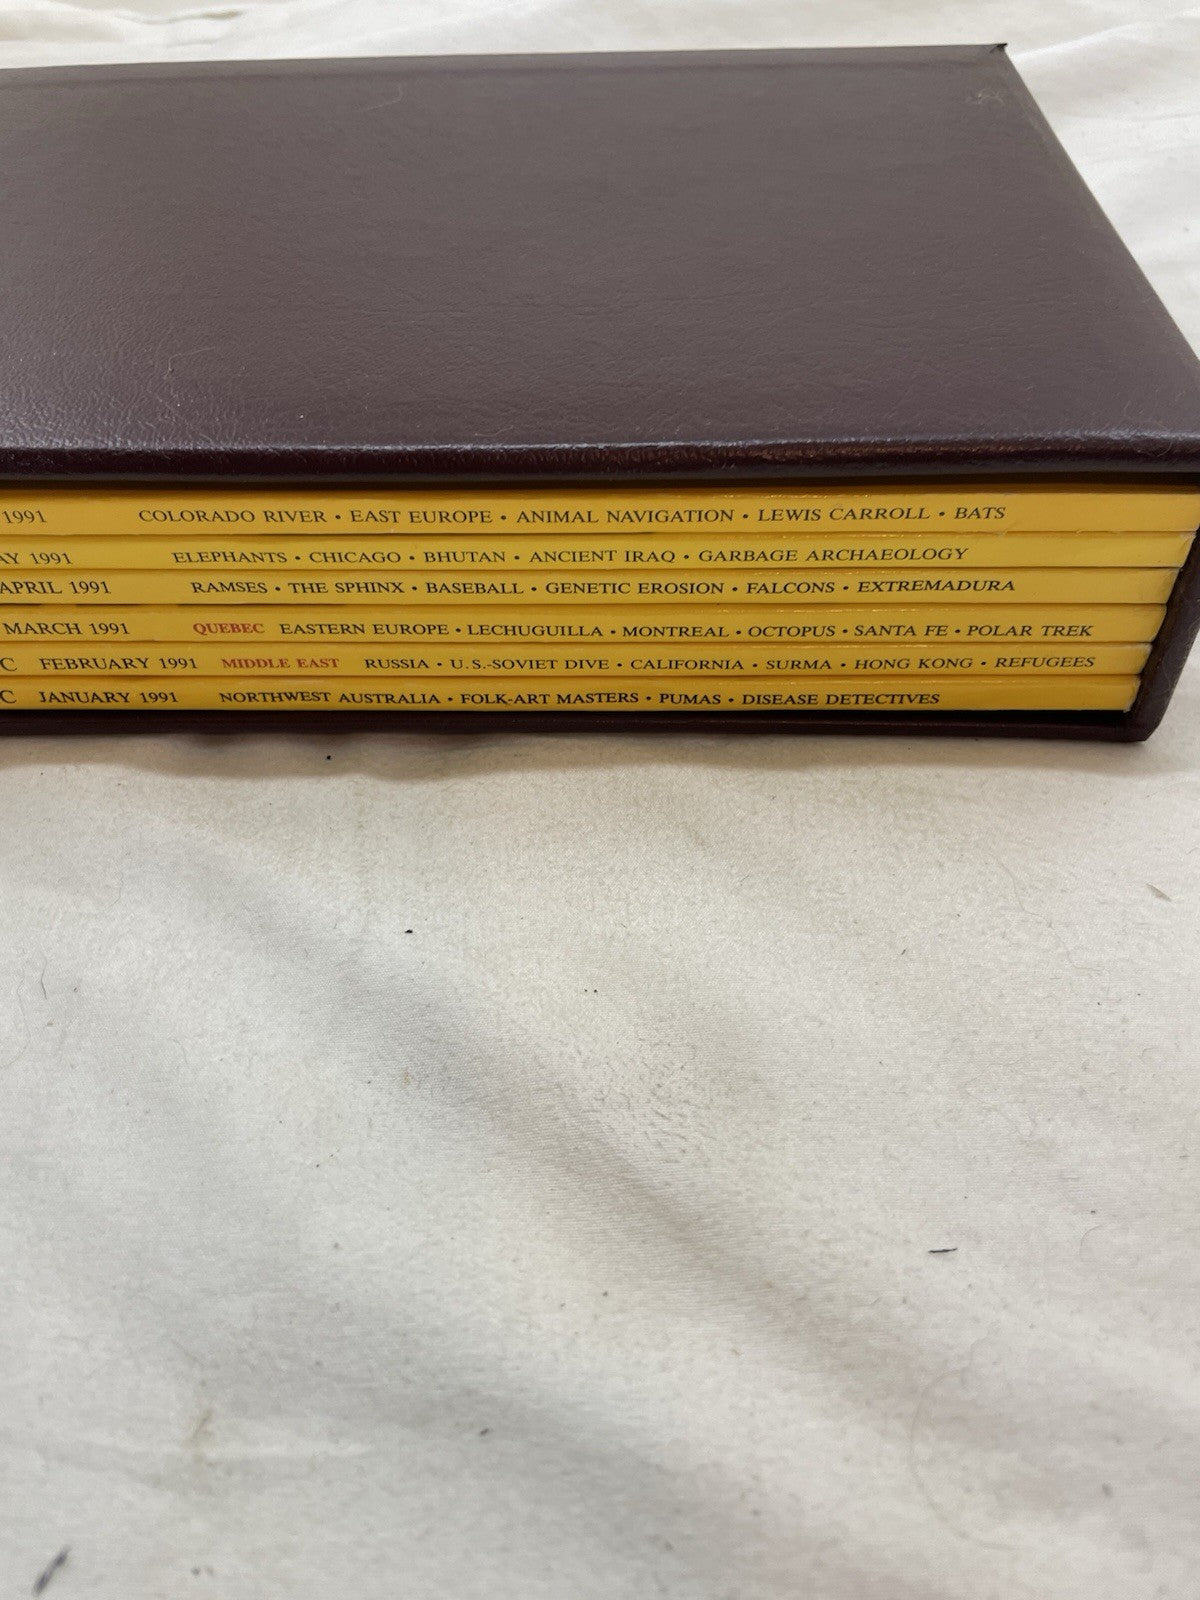 1991 COLORADO RIVER • EAST EUROPE • ANIMAL NAVIGATION • LEWIS CARROLL • BATS
AY 1991 ELEPHANTS • CHICAGO • BHUTAN • ANCIENT IRAQ • GARBAGE ARCHAEOLOGY
APRIL 1991 RAMSES • THE SPHINX • BASEBALL • GENETIC EROSION • FALCONS • EXTREMADURA
MARCH 1991 QUEBEC EASTERN EUROPE • LECHUGUILLA • MONTREAL • OCTOPUS • SANTA FE • POLAR TREK
C FEBRUARY 1991 MIDDLE EAST RUSSIA • U.S.-SOVIET DIVE • CALIFORNIA • SURMA • HONG KONG • REFUGEES
C JANUARY 1991 NORTHWEST AUSTRALIA • FOLK-ART MASTERS • PUMAS • DISEASE DETECTIVES